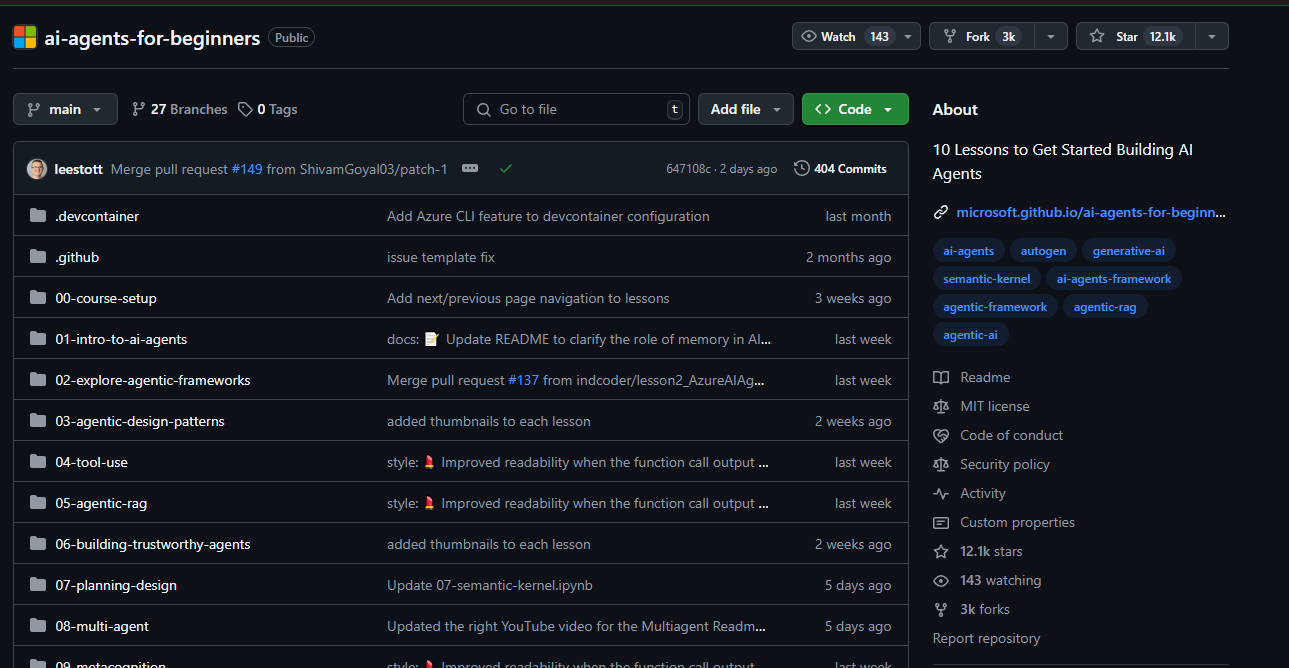 ai-agents-for-beginners Public
Watch 143
Fork 3k
Star 12.1k
main
27 Branches
0 Tags
Go to file
t
Add file
Code
leestott Merge pull request #149 from ShivamGoyal03/patch-1
647108c · 2 days ago
404 Commits
.devcontainer Add Azure CLI feature to devcontainer configuration last month
.github issue template fix 2 months ago
00-course-setup Add next/previous page navigation to lessons 3 weeks ago
01-intro-to-ai-agents docs: 📝 Update README to clarify the role of memory in AI... last week
02-explore-agentic-frameworks Merge pull request #137 from indcoder/lesson2_AzureAIAg... last week
03-agentic-design-patterns added thumbnails to each lesson 2 weeks ago
04-tool-use style: 💄 Improved readability when the function call output ... last week
05-agentic-rag style: 💄 Improved readability when the function call output ... last week
06-building-trustworthy-agents added thumbnails to each lesson 2 weeks ago
07-planning-design Update 07-semantic-kernel.ipynb 5 days ago
08-multi-agent Updated the right YouTube video for the Multiagent Readm... 5 days ago
09-metacognition style: 💄 Improved readability when the function call output last week
About
10 Lessons to Get Started Building AI
Agents
microsoft.github.io/ai-agents-for-beginn...
ai-agents autogen generative-ai
semantic-kernel ai-agents-framework
agentic-framework agentic-rag
agentic-ai
Readme
MIT license
Code of conduct
Security policy
Activity
Custom properties
12.1k stars
143 watching
3k forks
Report repository